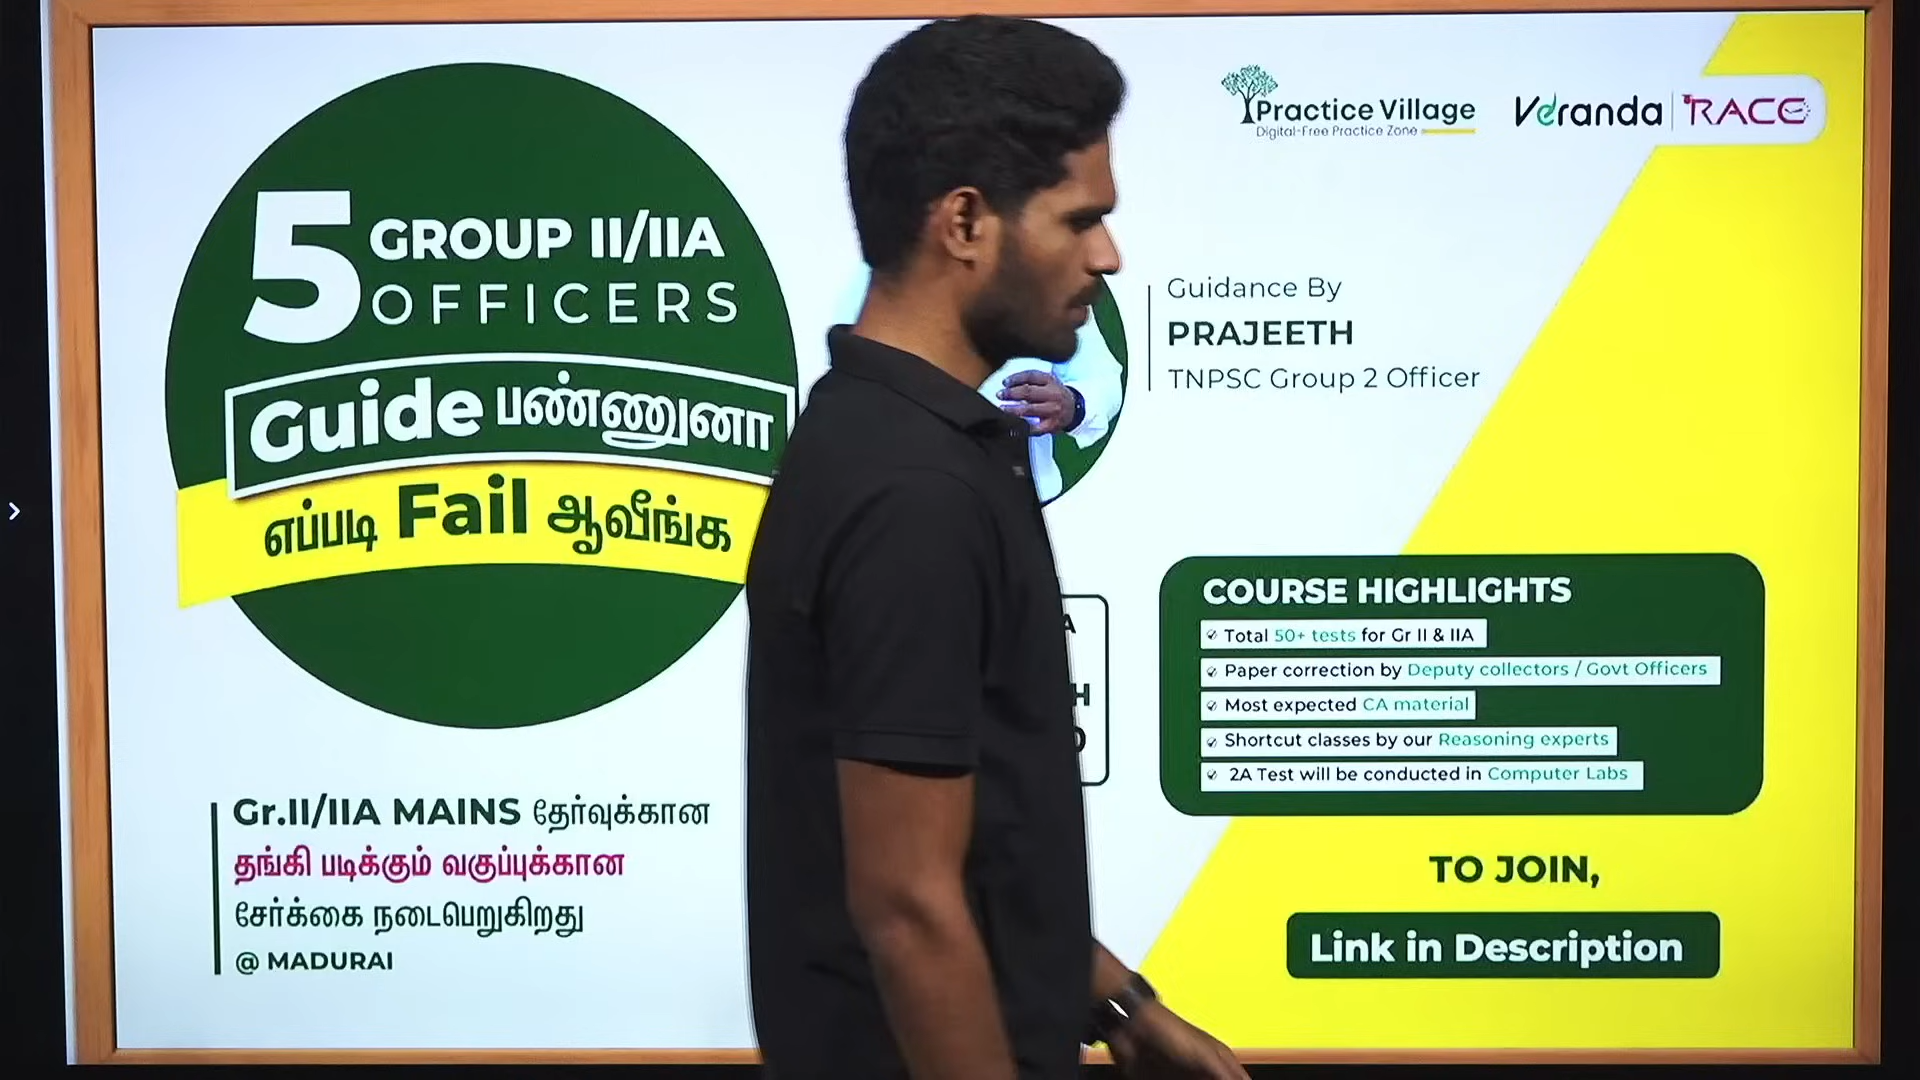 Practice Village
Digital-Free Practice Zone
Veranda RACE
5 GROUP II/IIA
OFFICERS
Guide பண்ணுனா
எப்படி Fail ஆவீங்க
Guidance By
PRAJEETH
TNPSC Group 2 Officer
COURSE HIGHLIGHTS
Total 50+ tests for Gr II & IIA
Paper correction by Deputy collectors / Govt Officers
Most expected CA material
Shortcut classes by our Reasoning experts
2A Test will be conducted in Computer Labs
Gr.II/IIA MAINS தேர்வுக்கான
தங்கி படிக்கும் வகுப்புக்கான
சேர்க்கை நடைபெறுகிறது
@ MADURAI
TO JOIN,
Link in Description